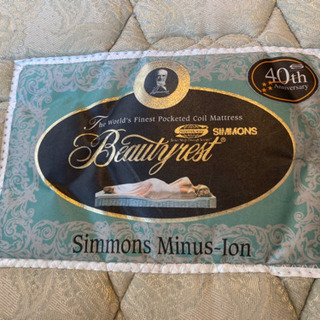 40th
Anniversary
The world's Finest Pocketed Coil Mattress
SIMMONS
Beautyrest®
Simmons Minus-Ion